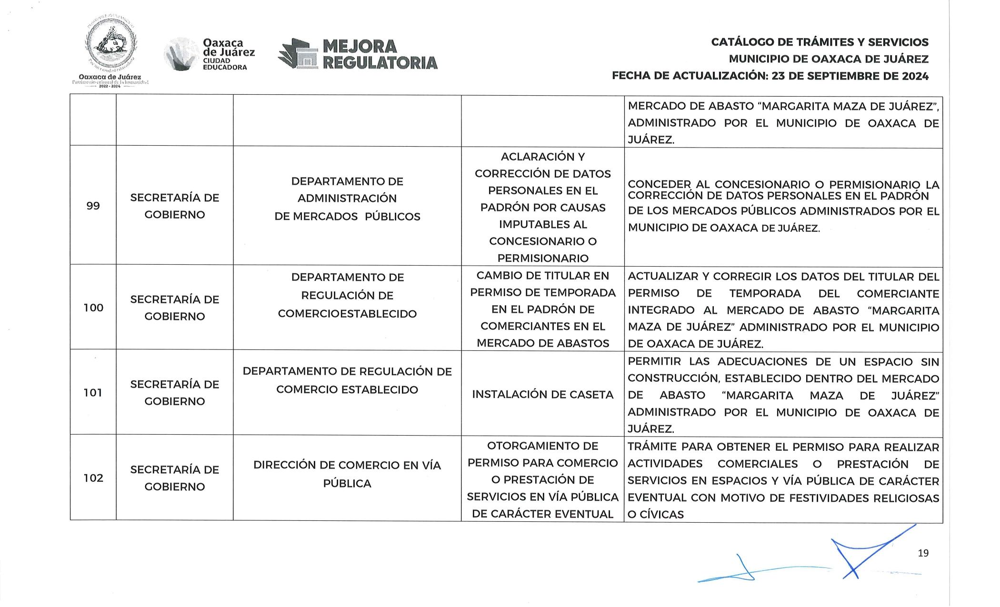 Oaxaca de Juárez
Patrimonio cultural de la humanidad
2022 - 2024
Oaxaca
de Juárez
CIUDAD
EDUCADORA
MEJORA
REGULATORIA
CATÁLOGO DE TRÁMITES Y SERVICIOS
MUNICIPIO DE OAXACA DE JUÁREZ
FECHA DE ACTUALIZACIÓN: 23 DE SEPTIEMBRE DE 2024
MERCADO DE ABASTO “MARGARITA MAZA DE JUÁREZ”,
ADMINISTRADO POR EL MUNICIPIO DE OAXACA DE
JUÁREZ.
99
SECRETARÍA DE
GOBIERNO
DEPARTAMENTO DE
ADMINISTRACIÓN
DE MERCADOS PÚBLICOS
ACLARACIÓN Y
CORRECCIÓN DE DATOS
PERSONALES EN EL
PADRÓN POR CAUSAS
IMPUTABLES AL
CONCESIONARIO O
PERMISIONARIO
CONCEDER AL CONCESIONARIO O PERMISIONARIO LA
CORRECCIÓN DE DATOS PERSONALES EN EL PADRÓN
DE LOS MERCADOS PÚBLICOS ADMINISTRADOS POR EL
MUNICIPIO DE OAXACA DE JUÁREZ.
100
SECRETARÍA DE
GOBIERNO
DEPARTAMENTO DE
REGULACIÓN DE
COMERCIOESTABLECIDO
CAMBIO DE TITULAR EN
PERMISO DE TEMPORADA
EN EL PADRÓN DE
COMERCIANTES EN EL
MERCADO DE ABASTOS
ACTUALIZAR Y CORREGIR LOS DATOS DEL TITULAR DEL
PERMISO DE TEMPORADA DEL COMERCIANTE
INTEGRADO AL MERCADO DE ABASTO “MARGARITA
MAZA DE JUÁREZ” ADMINISTRADO POR EL MUNICIPIO
DE OAXACA DE JUÁREZ.
101
SECRETARÍA DE
GOBIERNO
DEPARTAMENTO DE REGULACIÓN DE
COMERCIO ESTABLECIDO
INSTALACIÓN DE CASETA
PERMITIR LAS ADECUACIONES DE UN ESPACIO SIN
CONSTRUCCIÓN, ESTABLECIDO DENTRO DEL MERCADO
DE ABASTO “MARGARITA MAZA DE JUÁREZ”
ADMINISTRADO POR EL MUNICIPIO DE OAXACA DE
JUÁREZ.
102
SECRETARÍA DE
GOBIERNO
DIRECCIÓN DE COMERCIO EN VÍA
PÚBLICA
OTORGAMIENTO DE
PERMISO PARA COMERCIO
O PRESTACIÓN DE
SERVICIOS EN VÍA PÚBLICA
DE CARÁCTER EVENTUAL
TRÁMITE PARA OBTENER EL PERMISO PARA REALIZAR
ACTIVIDADES COMERCIALES O PRESTACIÓN DE
SERVICIOS EN ESPACIOS Y VÍA PÚBLICA DE CARÁCTER
EVENTUAL CON MOTIVO DE FESTIVIDADES RELIGIOSAS
O CÍVICAS
19